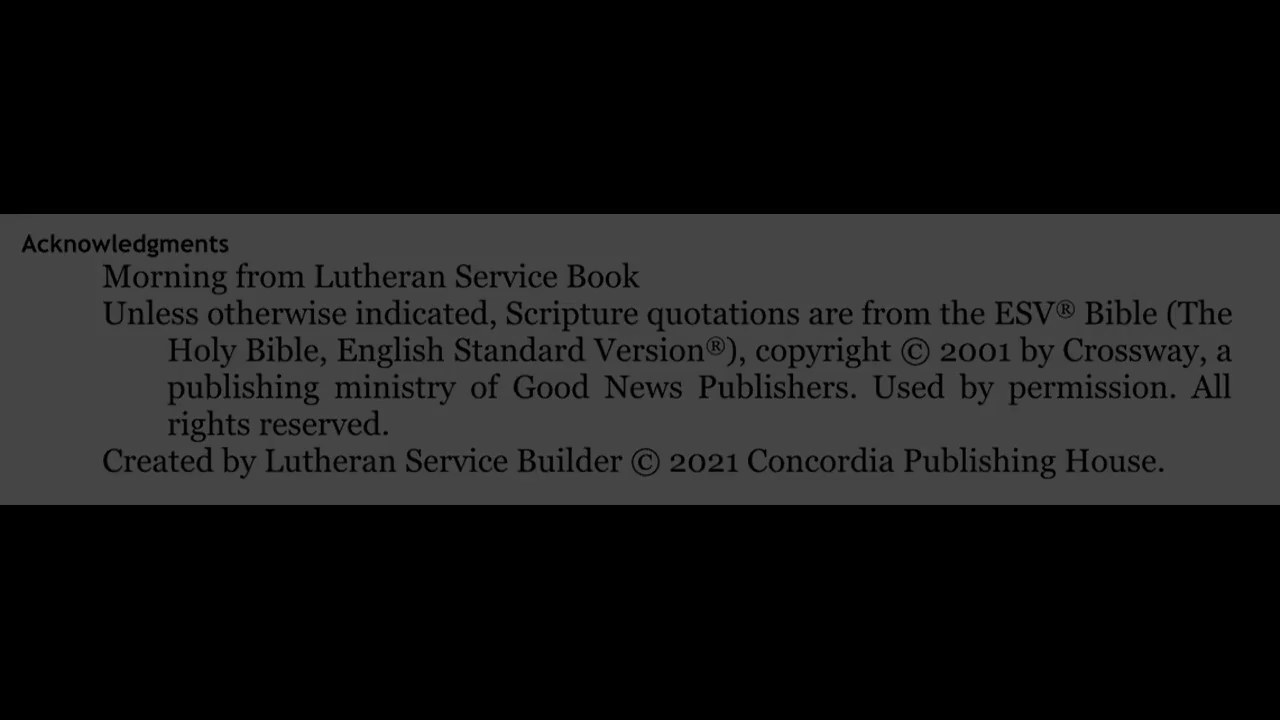 Acknowledgments
Morning from Lutheran Service Book
Unless otherwise indicated, Scripture quotations are from the ESV® Bible (The
Holy Bible, English Standard Version®), copyright © 2001 by Crossway, a
publishing ministry of Good News Publishers. Used by permission. All
rights reserved.
Created by Lutheran Service Builder © 2021 Concordia Publishing House.